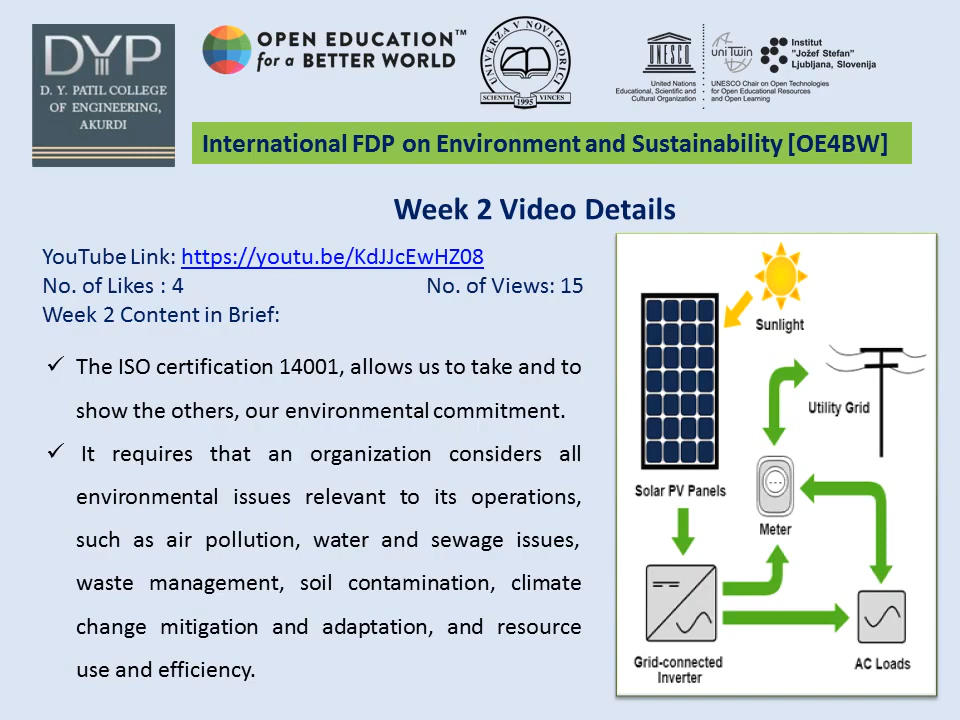 DYP
D. Y. PATIL COLLEGE
OF ENGINEERING,
AKURDI
OPEN EDUCATION™
for a BETTER WORLD
UNIVERZA V NOVI GORICI
SCIENTIA VINCES
1995
UNESCO
United Nations
Educational, Scientific and
Cultural Organization
uniTwin
Institut
"Jožef Stefan"
Ljubljana, Slovenija
UNESCO Chair on Open Technologies
for Open Educational Resources
and Open Learning
International FDP on Environment and Sustainability [OE4BW]
Week 2 Video Details
YouTube Link: https://youtu.be/KdJJcEwHZ08
No. of Likes : 4 No. of Views: 15
Week 2 Content in Brief:
✓ The ISO certification 14001, allows us to take and to
show the others, our environmental commitment.
✓ It requires that an organization considers all
environmental issues relevant to its operations,
such as air pollution, water and sewage issues,
waste management, soil contamination, climate
change mitigation and adaptation, and resource
use and efficiency.
Sunlight
Utility Grid
Solar PV Panels
Meter
Grid-connected
Inverter
AC Loads